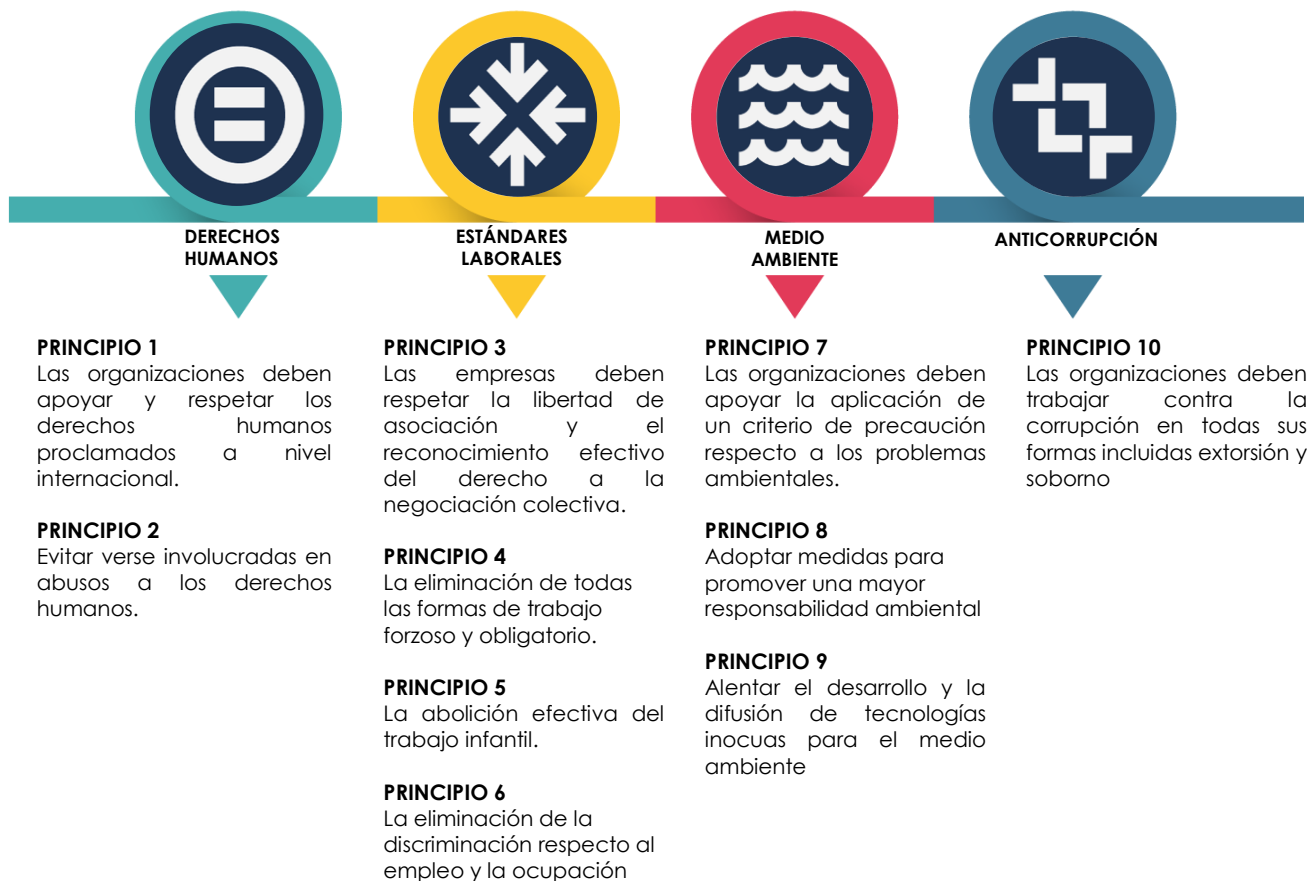 DERECHOS
HUMANOS
ESTÁNDARES
LABORALES
MEDIO
AMBIENTE
ANTICORRUPCIÓN
PRINCIPIO 1
Las organizaciones deben
apoyar y respetar los
derechos humanos
proclamados a nivel
internacional.
PRINCIPIO 2
Evitar verse involucradas en
abusos a los derechos
humanos.
PRINCIPIO 3
Las empresas deben
respetar la libertad de
asociación y el
reconocimiento efectivo
del derecho a la
negociación colectiva.
PRINCIPIO 4
La eliminación de todas
las formas de trabajo
forzoso y obligatorio.
PRINCIPIO 5
La abolición efectiva del
trabajo infantil.
PRINCIPIO 6
La eliminación de la
discriminación respecto al
empleo y la ocupación
PRINCIPIO 7
Las organizaciones deben
apoyar la aplicación de
un criterio de precaución
respecto a los problemas
ambientales.
PRINCIPIO 8
Adoptar medidas para
promover una mayor
responsabilidad ambiental
PRINCIPIO 9
Alentar el desarrollo y la
difusión de tecnologías
inocuas para el medio
ambiente
PRINCIPIO 10
Las organizaciones deben
trabajar contra la
corrupción en todas sus
formas incluidas extorsión y
soborno